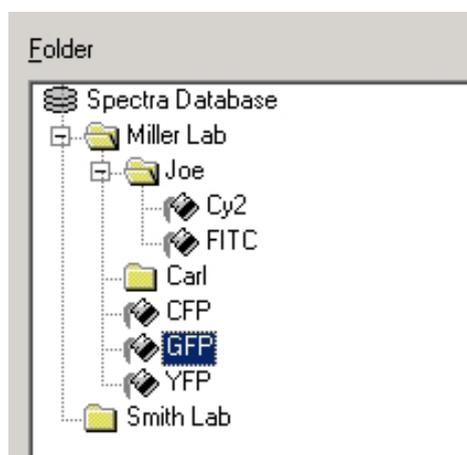 Folder
Spectra Database
Miller Lab
Joe
Cy2
FITC
Carl
CFP
GFP
YFP
Smith Lab